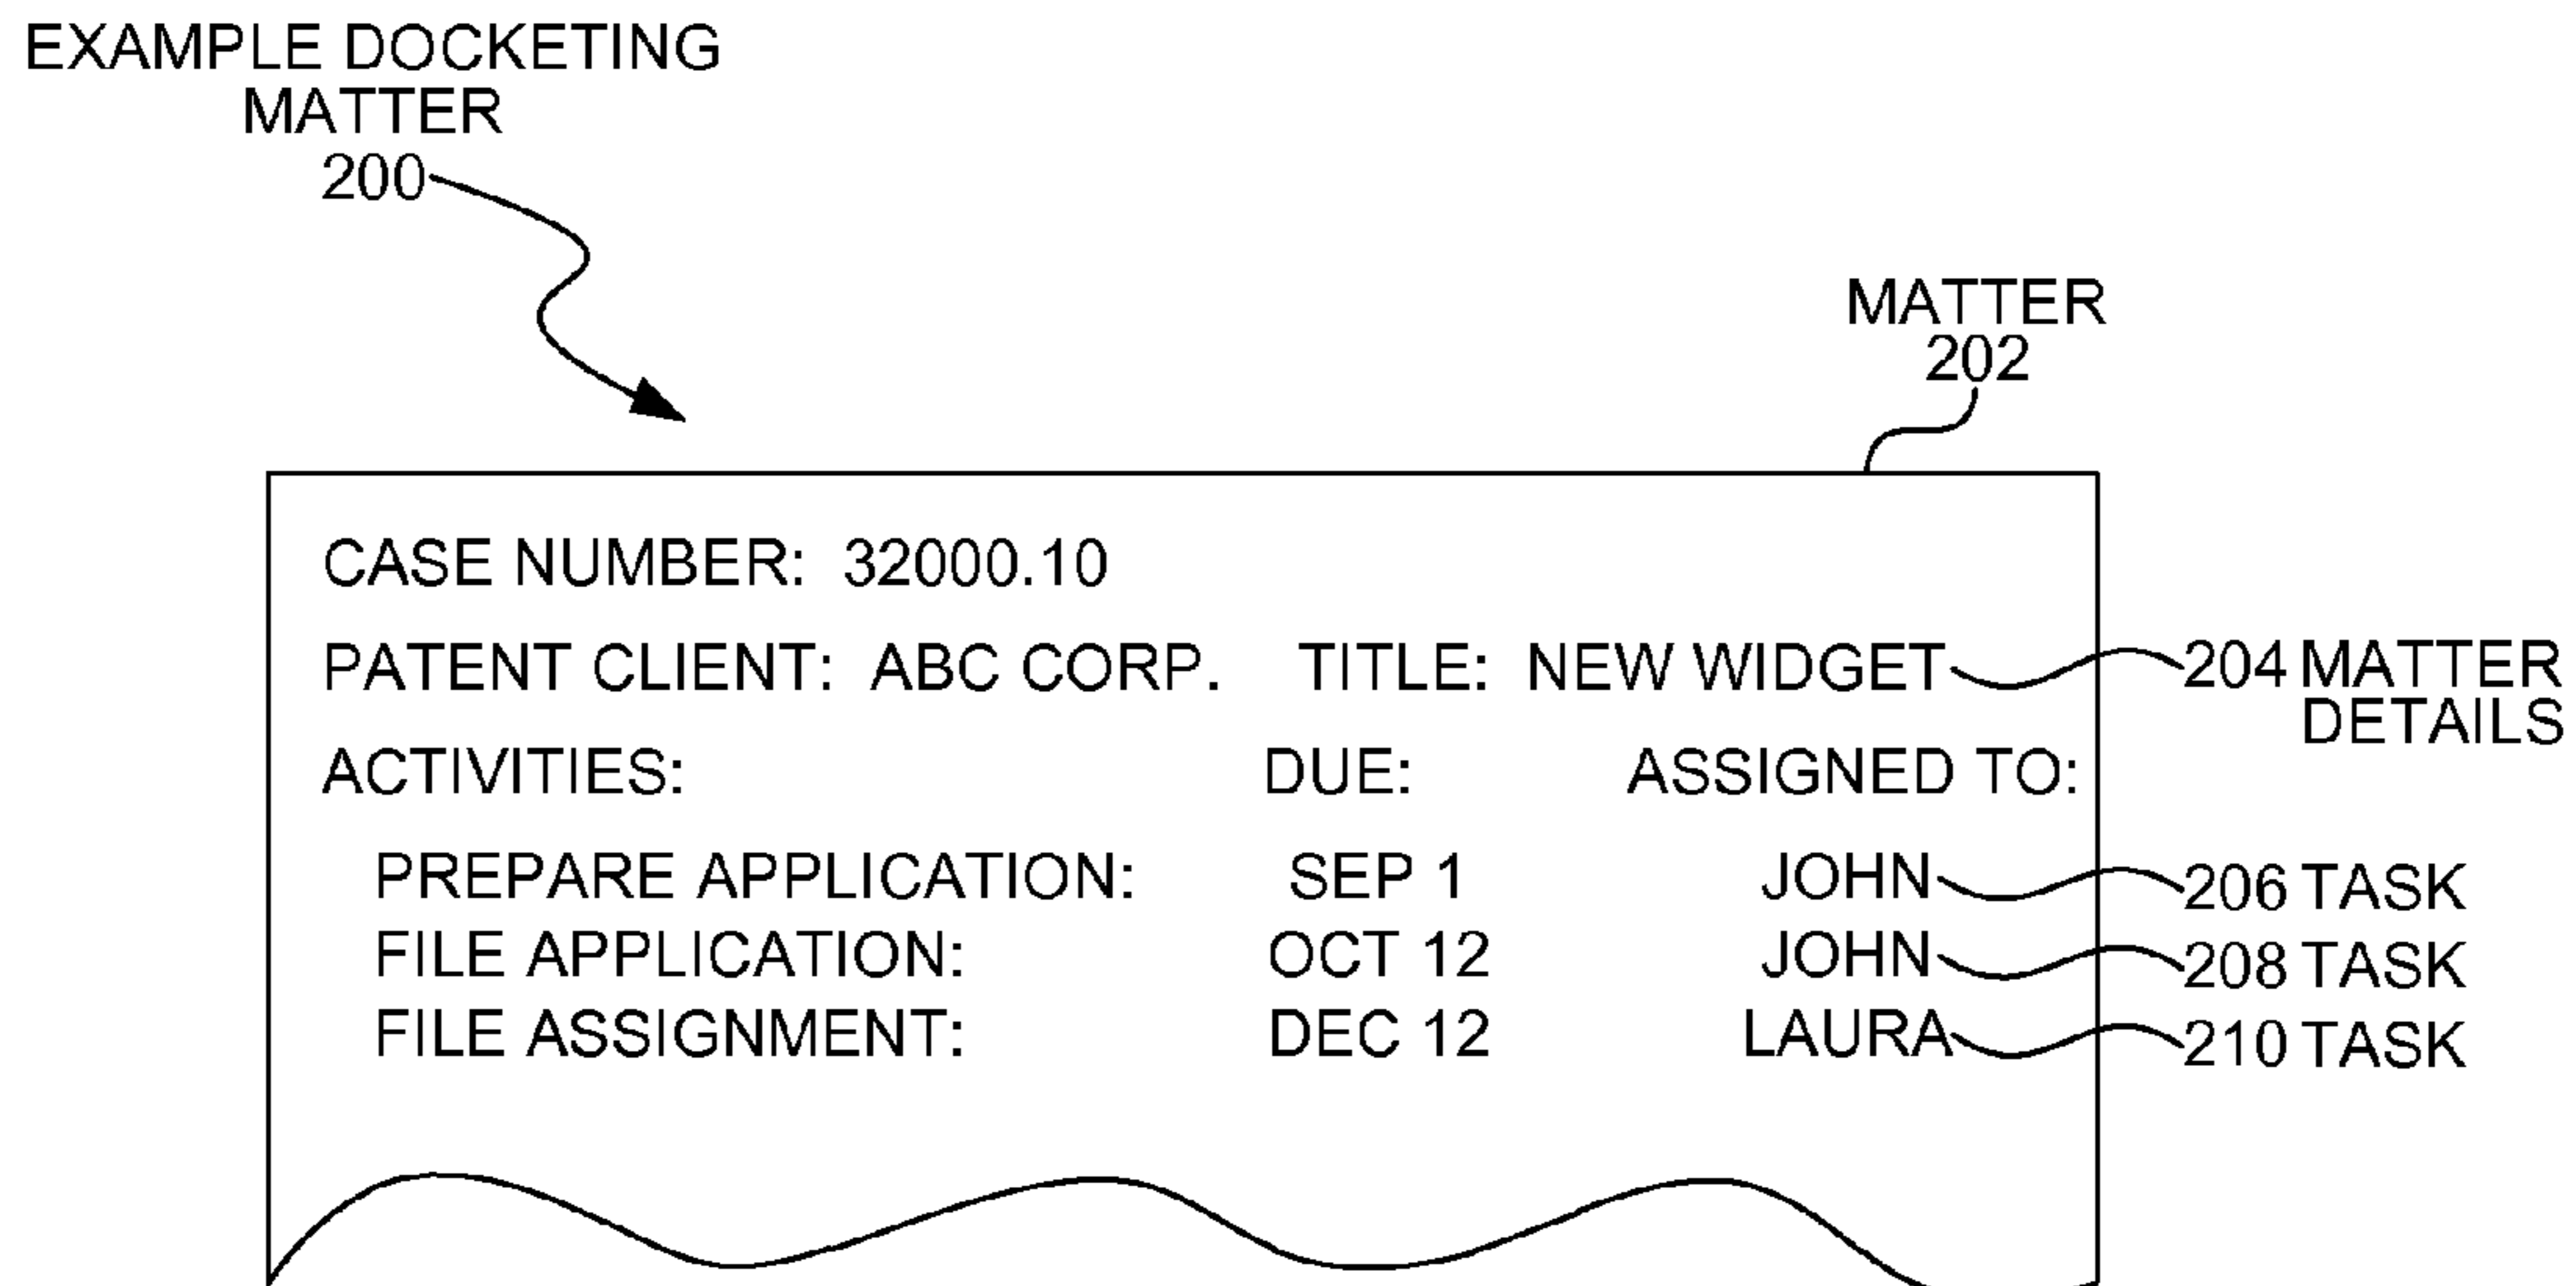 EXAMPLE DOCKETING
MATTER
200
MATTER
202
CASE NUMBER: 32000.10
PATENT CLIENT: ABC CORP. TITLE: NEW WIDGET 204 MATTER
DETAILS
ACTIVITIES: DUE: ASSIGNED TO:
PREPARE APPLICATION: SEP 1 JOHN 206 TASK
FILE APPLICATION: OCT 12 JOHN 208 TASK
FILE ASSIGNMENT: DEC 12 LAURA 210 TASK